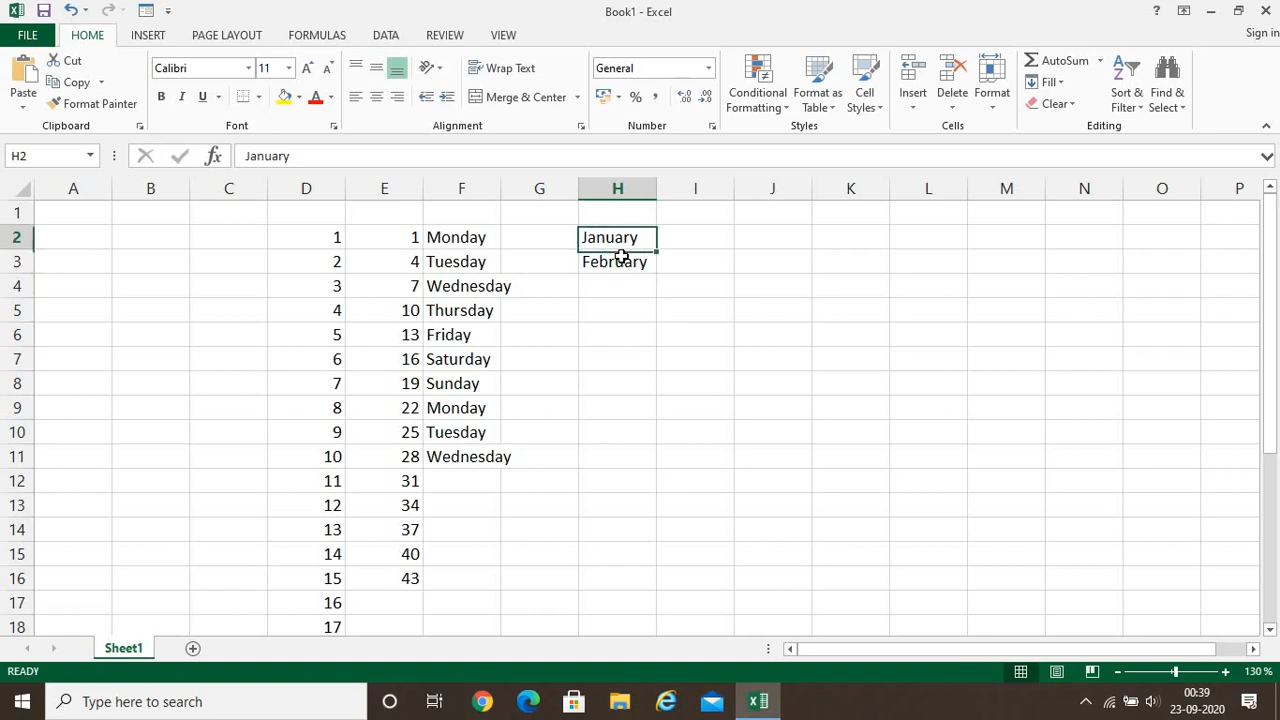 Book1 - Excel
?
Sign in
FILE HOME INSERT PAGE LAYOUT FORMULAS DATA REVIEW VIEW
Cut
Copy
Format Painter
Paste
Clipboard
Calibri 11
B I U
Font
Wrap Text
Merge & Center
Alignment
General
%
Number
Conditional Formatting
Format as Table
Cell Styles
Styles
Insert Delete Format
Cells
AutoSum
Fill
Clear
Sort & Filter
Find & Select
Editing
H2 fx January
A B C D E F G H I J K L M N O P
1
2 1 1 Monday January
3 2 4 Tuesday February
4 3 7 Wednesday
5 4 10 Thursday
6 5 13 Friday
7 6 16 Saturday
8 7 19 Sunday
9 8 22 Monday
10 9 25 Tuesday
11 10 28 Wednesday
12 11 31
13 12 34
14 13 37
15 14 40
16 15 43
17 16
18 17
Sheet1
READY 130 %
Type here to search
00:39
23-09-2020